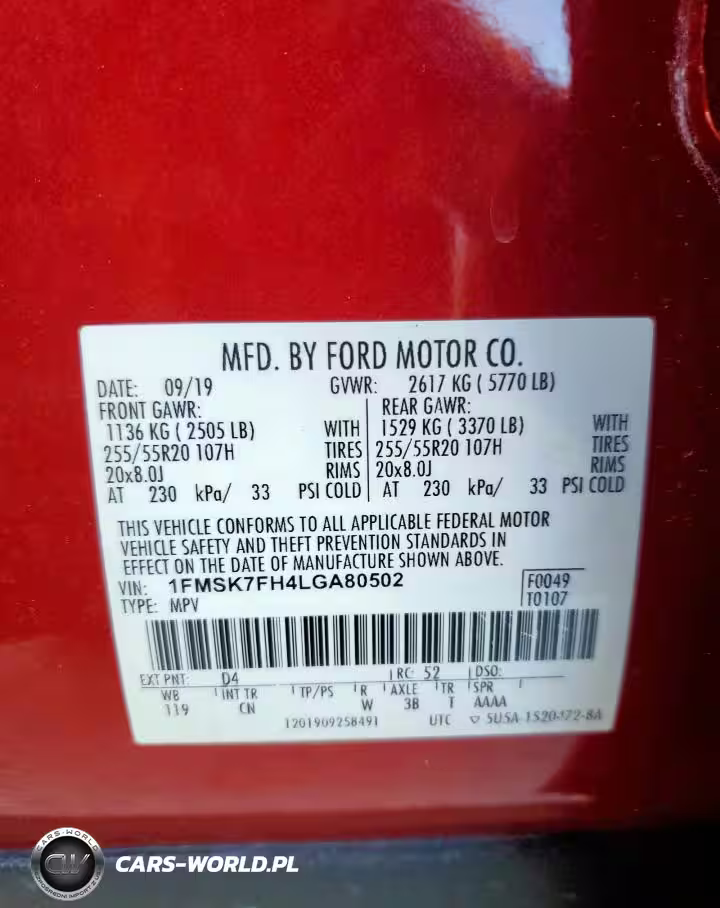 MFD. BY FORD MOTOR CO.
DATE: 09/19 GVWR: 2617 KG ( 5770 LB)
FRONT GAWR: REAR GAWR:
1136 KG ( 2505 LB) WITH 1529 KG ( 3370 LB) WITH
255/55R20 107H TIRES 255/55R20 107H TIRES
20x8.0J RIMS 20x8.0J RIMS
AT 230 kPa/ 33 PSI COLD AT 230 kPa/ 33 PSI COLD
THIS VEHICLE CONFORMS TO ALL APPLICABLE FEDERAL MOTOR
VEHICLE SAFETY AND THEFT PREVENTION STANDARDS IN
EFFECT ON THE DATE OF MANUFACTURE SHOWN ABOVE.
VIN: 1FMSK7FH4LGA80502 F0049
TYPE: MPV T0107
EXT PNT: D4 RC: 52 DSO:
WB INT TR TP/PS R AXLE TR SPR
119 CN W 3B T AAAA
1201909258491 UTC
CARS-WORLD
CW
CARS-WORLD.PL